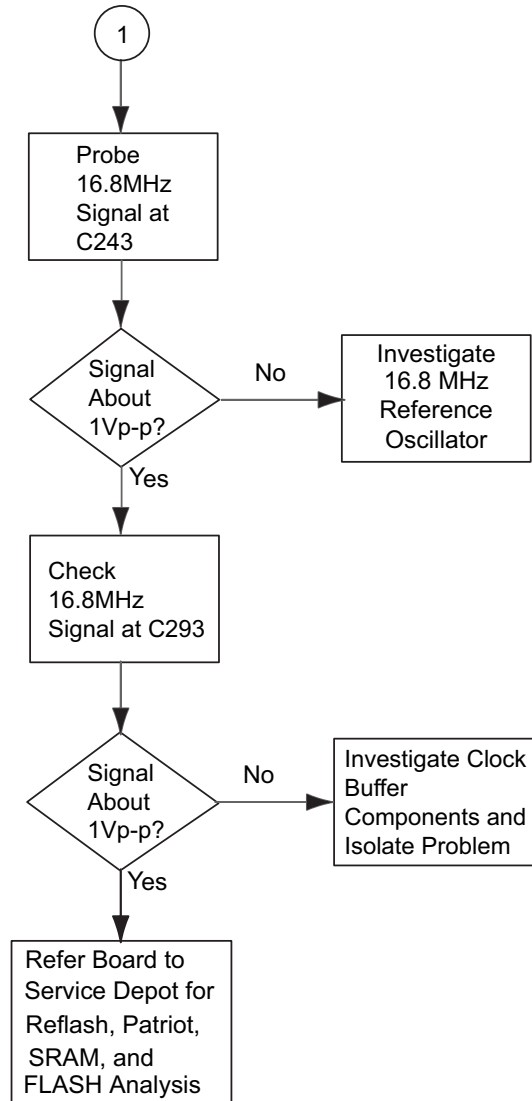 1
Probe
16.8MHz
Signal at
C243
Signal
About
1Vp-p?
No
Investigate
16.8 MHz
Reference
Oscillator
Yes
Check
16.8MHz
Signal at C293
Signal
About
1Vp-p?
No
Investigate Clock
Buffer
Components and
Isolate Problem
Yes
Refer Board to
Service Depot for
Reflash, Patriot,
SRAM, and
FLASH Analysis